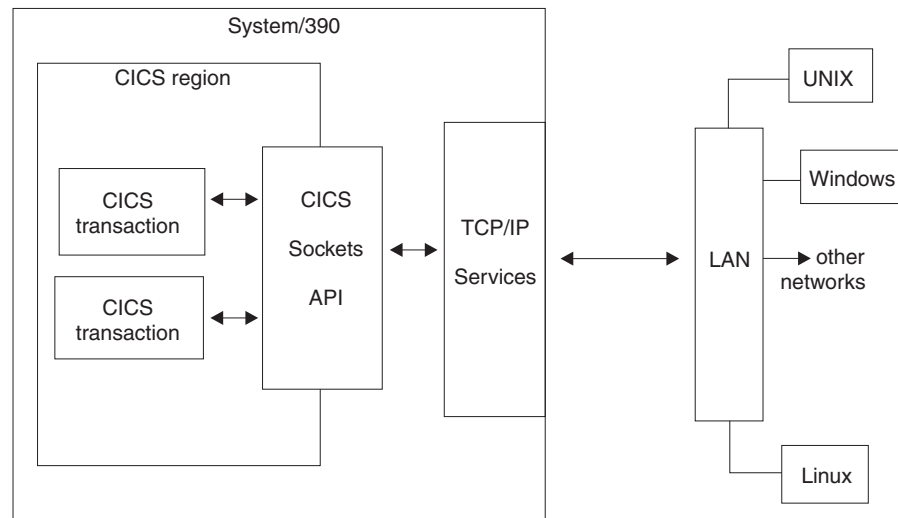 System/390
CICS region
CICS
transaction
CICS
transaction
CICS
Sockets
API
TCP/IP
Services
LAN
UNIX
Windows
other
networks
Linux